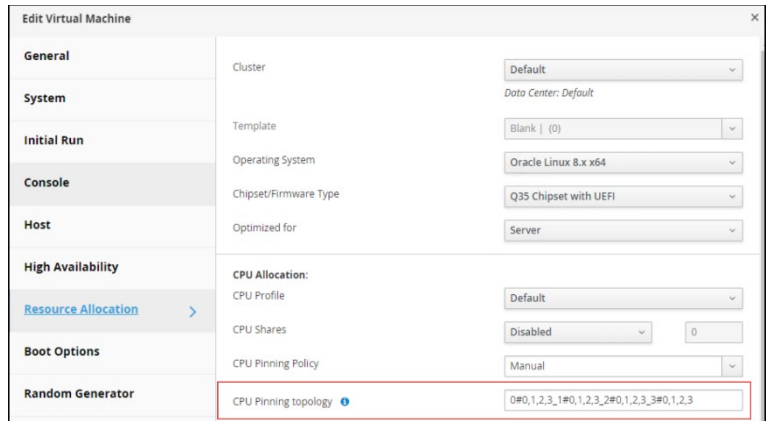 Edit Virtual Machine
×
General
System
Initial Run
Console
Host
High Availability
Resource Allocation
Boot Options
Random Generator
Cluster
Default
Data Center: Default
Template
Blank | (0)
Operating System
Oracle Linux 8.x x64
Chipset/Firmware Type
Q35 Chipset with UEFI
Optimized for
Server
CPU Allocation:
CPU Profile
Default
CPU Shares
Disabled
0
CPU Pinning Policy
Manual
CPU Pinning topology
0#0,1,2,3_1#0,1,2,3_2#0,1,2,3_3#0,1,2,3